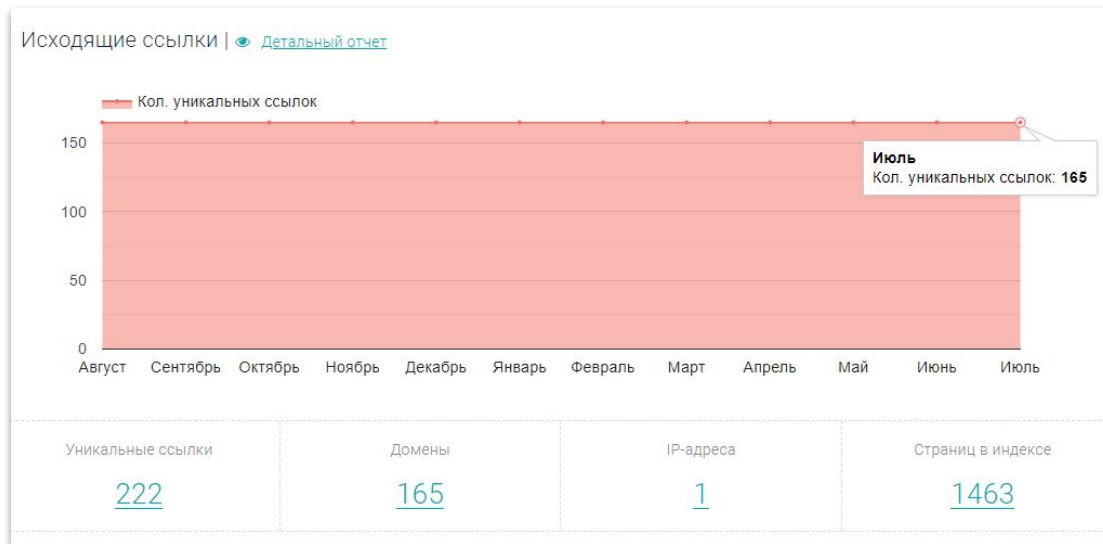 Исходящие ссылки | Детальный отчет
Кол. уникальных ссылок
150
100
50
0
Июль
Кол. уникальных ссылок: 165
Август Сентябрь Октябрь Ноябрь Декабрь Январь Февраль Март Апрель Май Июнь Июль
Уникальные ссылки Домены IP-адреса Страниц в индексе
222 165 1 1463